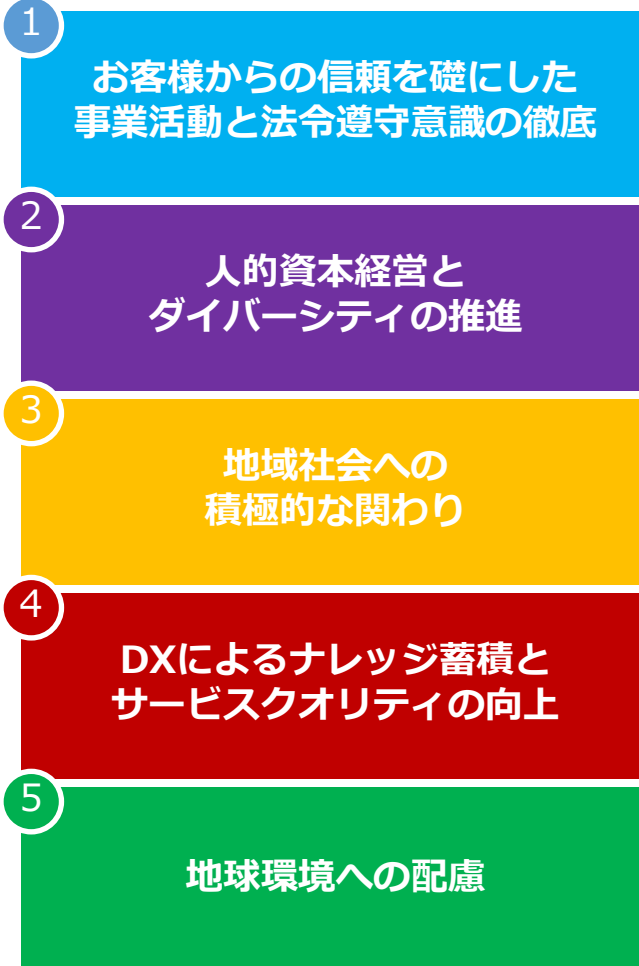 1
お客様からの信頼を礎にした
事業活動と法令遵守意識の徹底
2
人的資本経営と
ダイバーシティの推進
3
地域社会への
積極的な関わり
4
DXによるナレッジ蓄積と
サービスクオリティの向上
5
地球環境への配慮